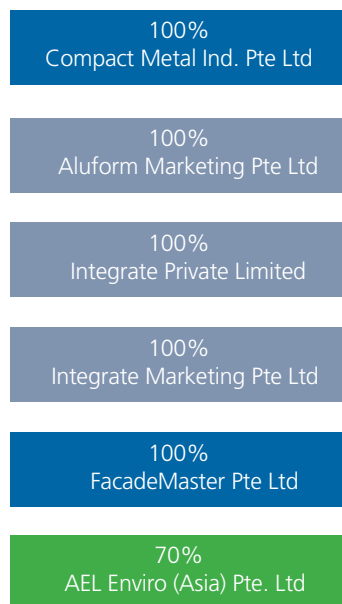 100%
Compact Metal Ind. Pte Ltd
100%
Aluform Marketing Pte Ltd
100%
Integrate Private Limited
100%
Integrate Marketing Pte Ltd
100%
FacadeMaster Pte Ltd
70%
AEL Enviro (Asia) Pte. Ltd